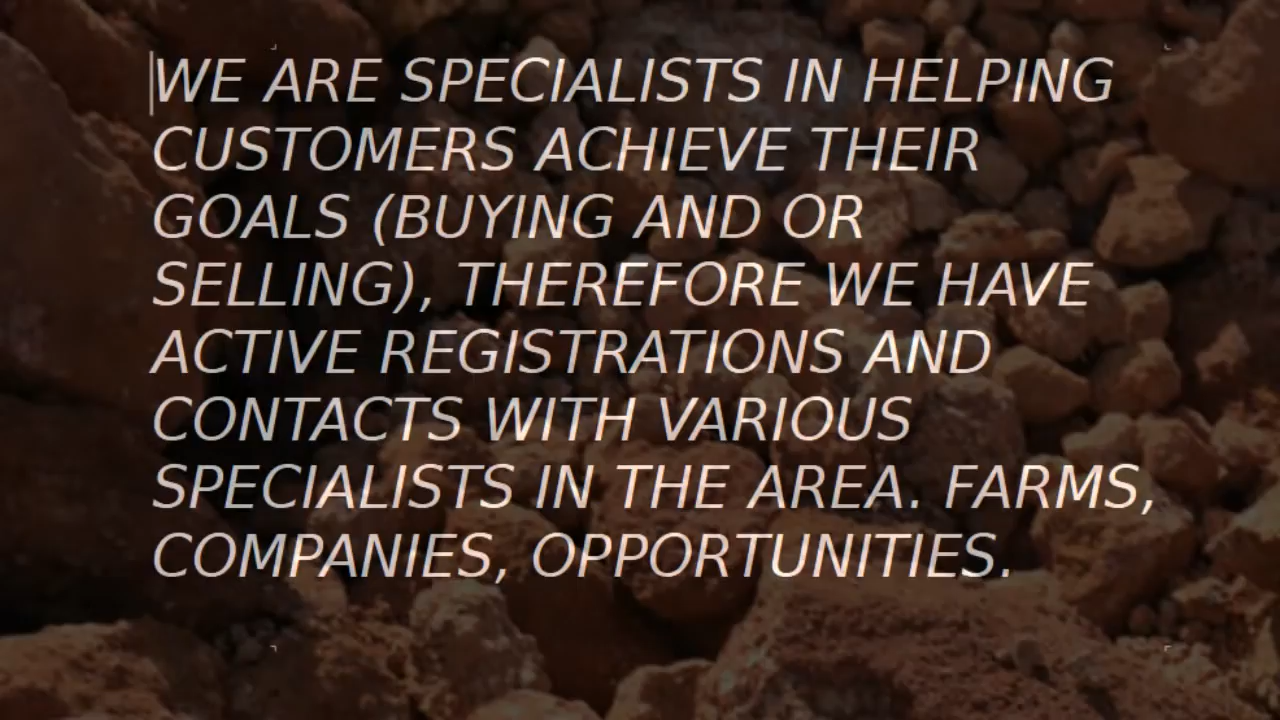 WE ARE SPECIALISTS IN HELPING
CUSTOMERS ACHIEVE THEIR
GOALS (BUYING AND OR
SELLING), THEREFORE WE HAVE
ACTIVE REGISTRATIONS AND
CONTACTS WITH VARIOUS
SPECIALISTS IN THE AREA. FARMS,
COMPANIES, OPPORTUNITIES.